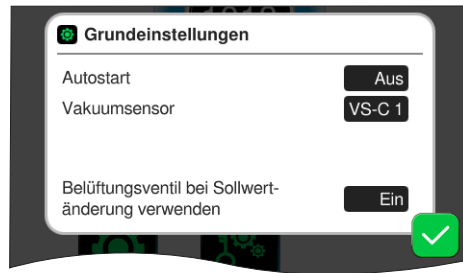 Grundeinstellungen
Autostart Aus
Vakuumsensor VS-C 1
Belüftungsventil bei Sollwert-
änderung verwenden Ein